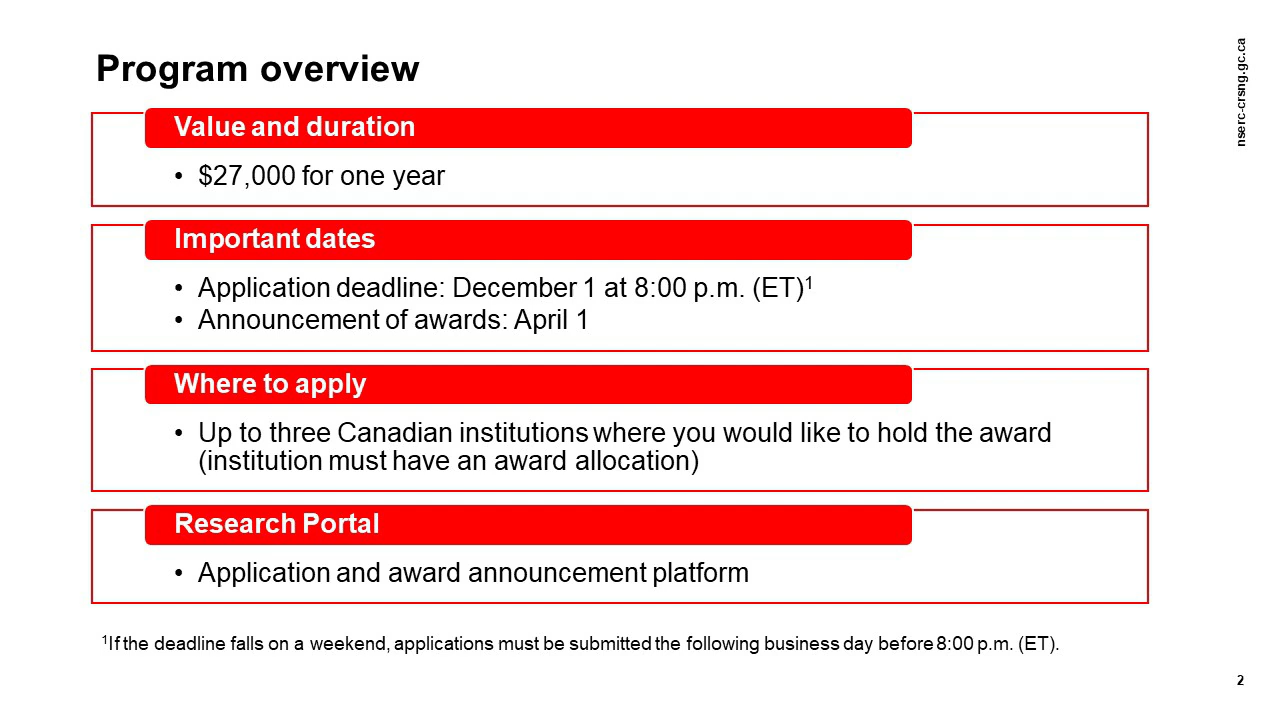 Program overview
nserc-crsng.gc.ca
Value and duration
• $27,000 for one year
Important dates
• Application deadline: December 1 at 8:00 p.m. (ET)¹
• Announcement of awards: April 1
Where to apply
• Up to three Canadian institutions where you would like to hold the award
(institution must have an award allocation)
Research Portal
• Application and award announcement platform
¹If the deadline falls on a weekend, applications must be submitted the following business day before 8:00 p.m. (ET).
2